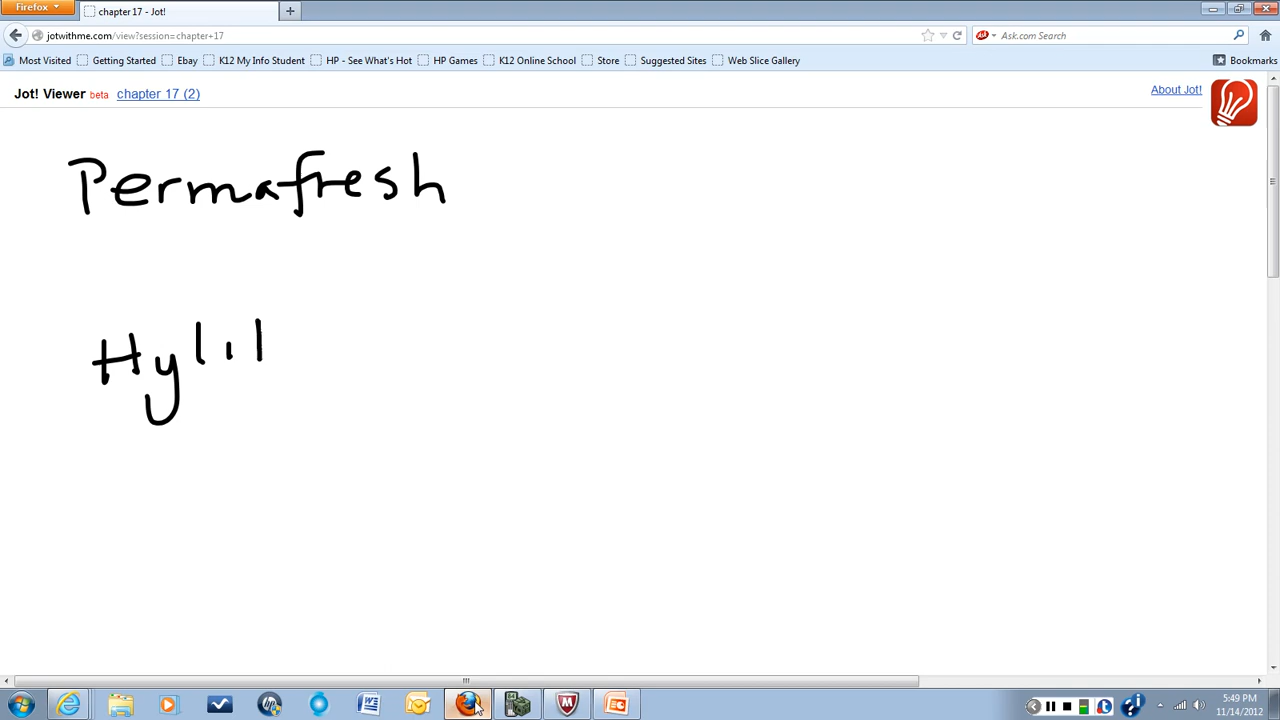 Firefox
chapter 17 - Jot!
jotwithme.com/view?session=chapter+17
Ask.com Search
Most Visited Getting Started Ebay K12 My Info Student HP - See What's Hot HP Games K12 Online School Store Suggested Sites Web Slice Gallery Bookmarks
Jot! Viewer beta chapter 17 (2) About Jot!
Permafresh
Hylil
5:49 PM
11/14/2012